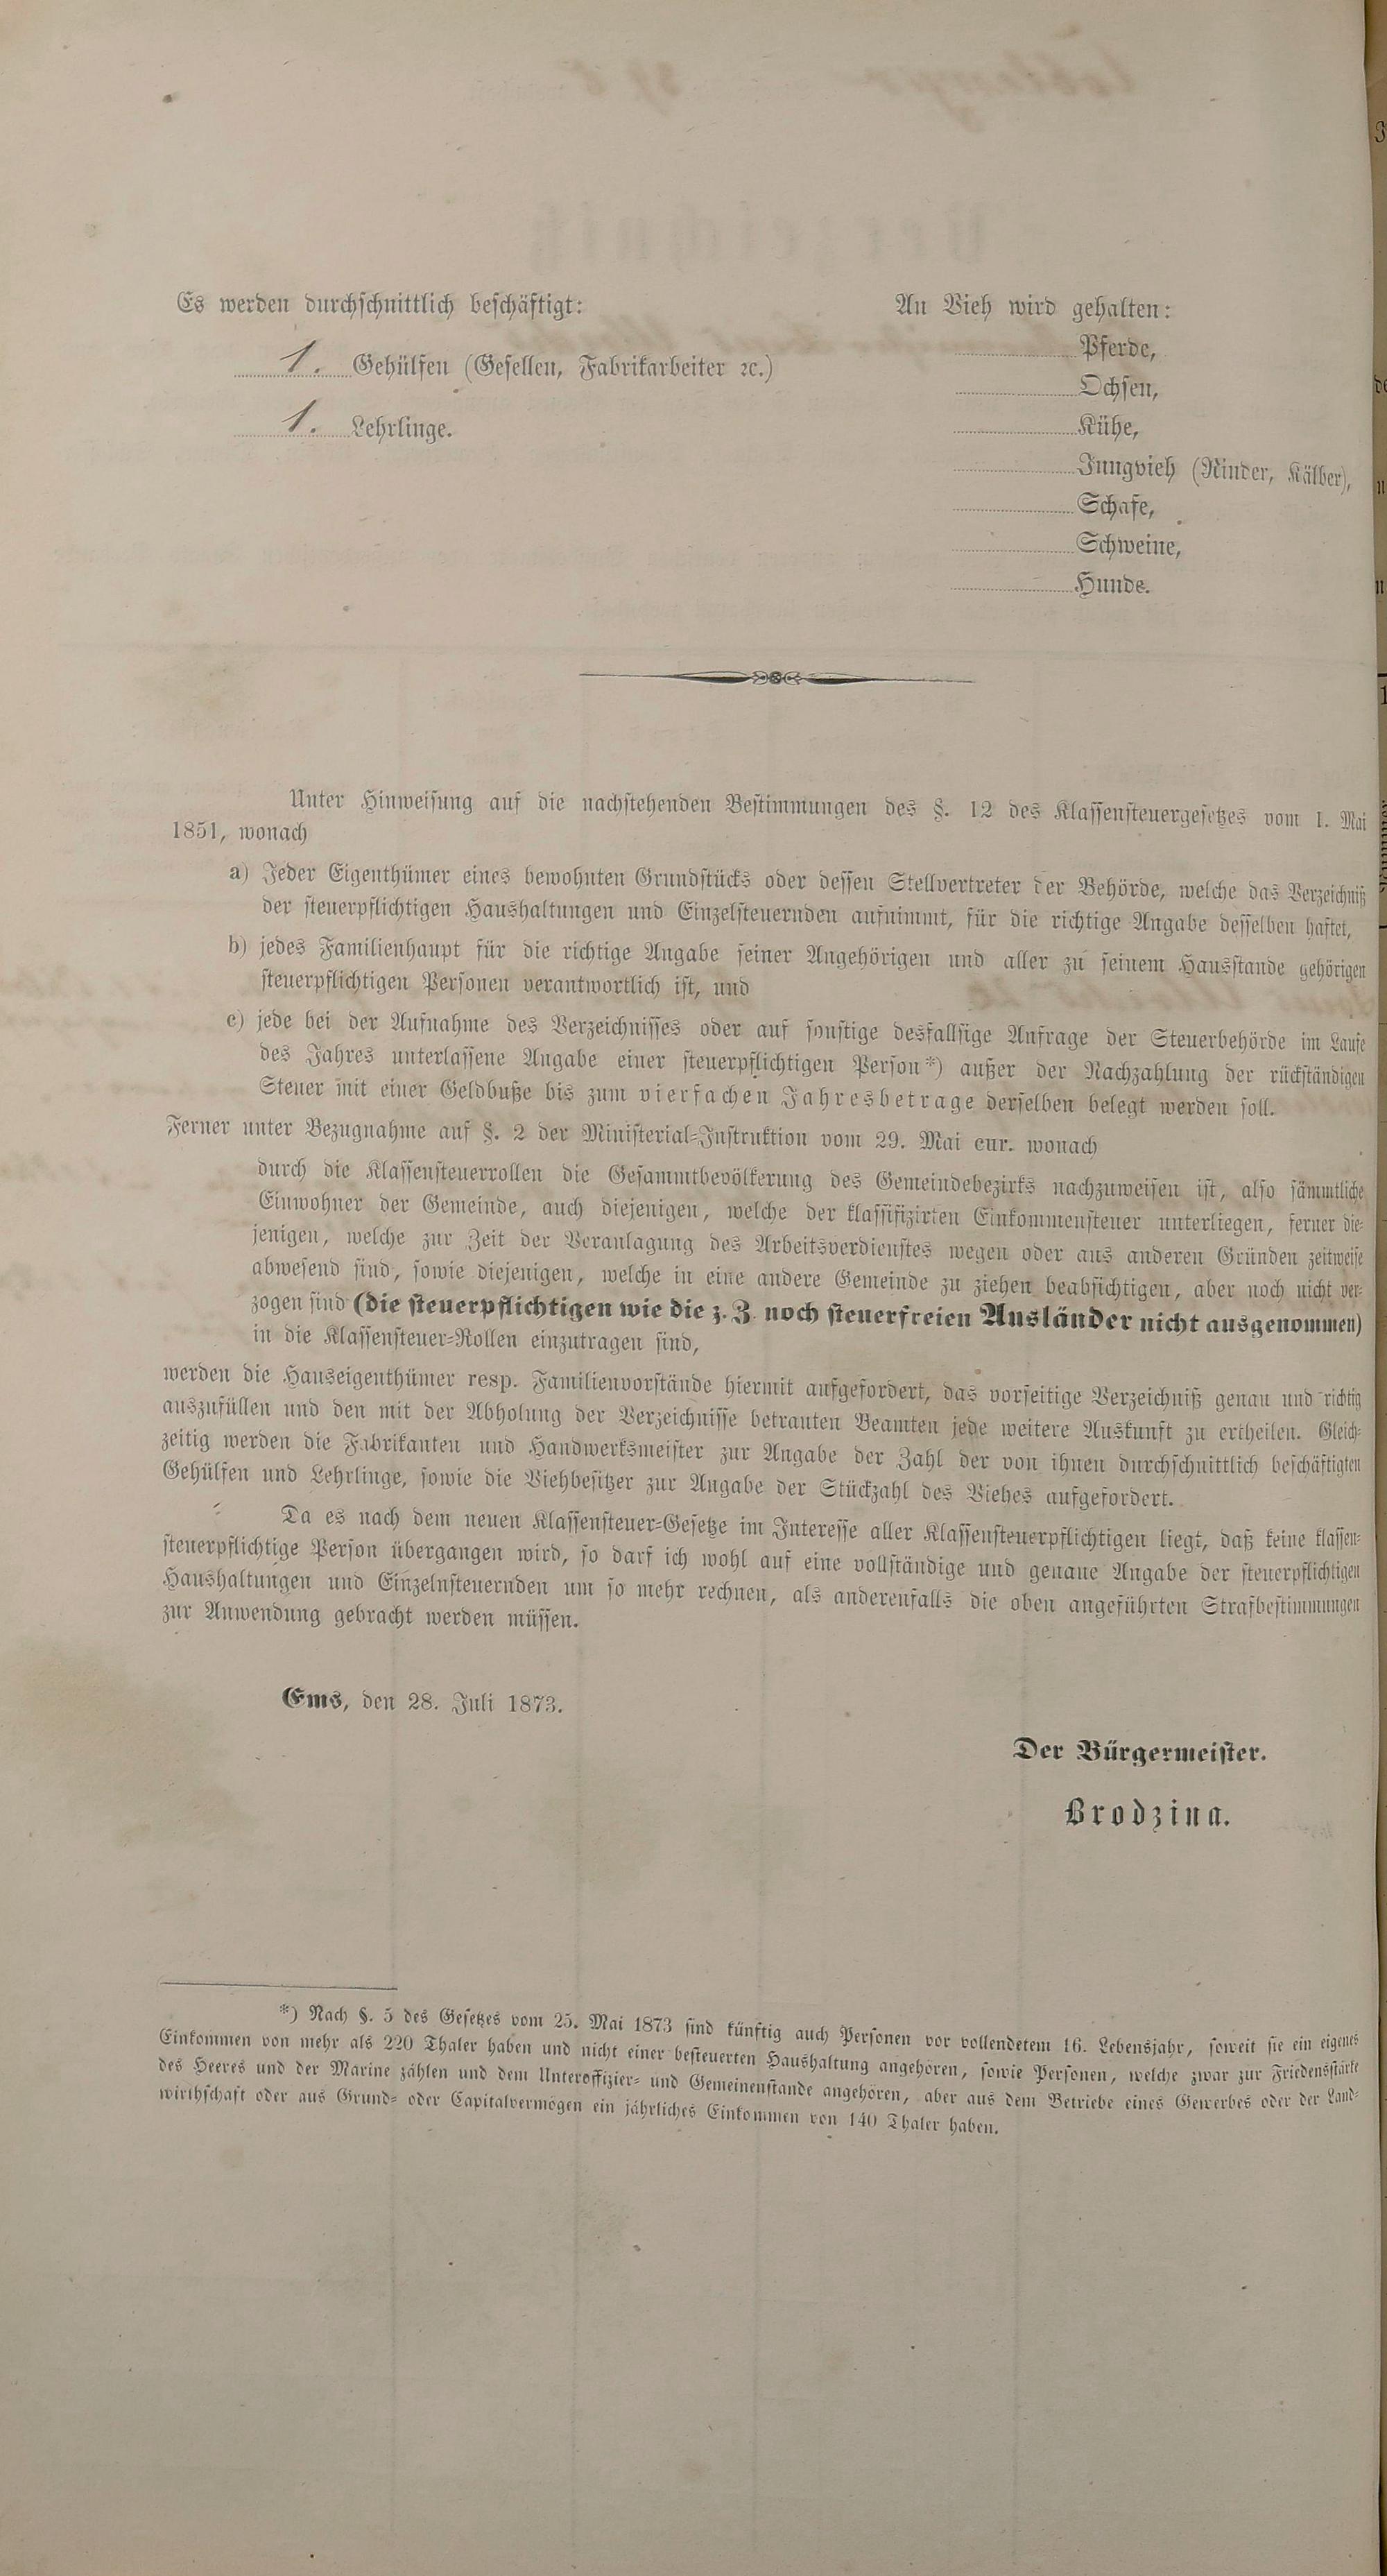 Es werden durchschnittlich beschäftigt:
1. Gehülfen (Gesellen, Fabrikarbeiter ꝛc.)
1. Lehrlinge.
An Vieh wird gehalten:
Pferde,
Ochsen,
Kühe,
Jungvieh (Rinder, Kälber),
Schafe,
Schweine,
Hunde.
Unter Hinweisung auf die nachstehenden Bestimmungen des §. 12 des Klassensteuergesetzes vom 1. Mai
1851, wonach
a) Jeder Eigenthümer eines bewohnten Grundstücks oder dessen Stellvertreter der Behörde, welche das Verzeichniß
der steuerpflichtigen Haushaltungen und Einzelsteuernden aufnimmt, für die richtige Angabe desselben haftet,
b) jedes Familienhaupt für die richtige Angabe seiner Angehörigen und aller zu seinem Hausstande gehörigen
steuerpflichtigen Personen verantwortlich ist, und
c) jede bei der Aufnahme des Verzeichnisses oder auf sonstige desfallsige Anfrage der Steuerbehörde im Laufe
des Jahres unterlassene Angabe einer steuerpflichtigen Person*) außer der Nachzahlung der rückständigen
Steuer mit einer Geldbuße bis zum vierfachen Jahresbetrage derselben belegt werden soll.
Ferner unter Bezugnahme auf §. 2 der Ministerial-Instruktion vom 29. Mai cur. wonach
durch die Klassensteuerrollen die Gesammtbevölkerung des Gemeindebezirks nachzuweisen ist, also sämmtliche
Einwohner der Gemeinde, auch diejenigen, welche der klassifizirten Einkommensteuer unterliegen, ferner die-
jenigen, welche zur Zeit der Veranlagung des Arbeitsverdienstes wegen oder aus anderen Gründen zeitweise
abwesend sind, sowie diejenigen, welche in eine andere Gemeinde zu ziehen beabsichtigen, aber noch nicht ver-
zogen sind (die steuerpflichtigen wie die z. Z. noch steuerfreien Ausländer nicht ausgenommen)
in die Klassensteuer-Rollen einzutragen sind,
werden die Hauseigenthümer resp. Familienvorstände hiermit aufgefordert, das vorseitige Verzeichniß genau und richtig
auszufüllen und den mit der Abholung der Verzeichnisse betrauten Beamten jede weitere Auskunft zu ertheilen. Gleich-
zeitig werden die Fabrikanten und Handwerksmeister zur Angabe der Zahl der von ihnen durchschnittlich beschäftigten
Gehülfen und Lehrlinge, sowie die Viehbesitzer zur Angabe der Stückzahl des Viehes aufgefordert.
Da es nach dem neuen Klassensteuer-Gesetze im Interesse aller Klassensteuerpflichtigen liegt, daß keine klassen-
steuerpflichtige Person übergangen wird, so darf ich wohl auf eine vollständige und genaue Angabe der steuerpflichtigen
Haushaltungen und Einzelnsteuernden um so mehr rechnen, als anderenfalls die oben angeführten Strafbestimmungen
zur Anwendung gebracht werden müssen.
Ems, den 28. Juli 1873.
Der Bürgermeister.
Brodzina.
*) Nach §. 5 des Gesetzes vom 25. Mai 1873 sind künftig auch Personen vor vollendetem 16. Lebensjahr, soweit sie ein eigenes
Einkommen von mehr als 220 Thaler haben und nicht einer besteuerten Haushaltung angehören, sowie Personen, welche zwar zur Friedensstärke
des Heeres und der Marine zählen und dem Unteroffizier- und Gemeinenstande angehören, aber aus dem Betriebe eines Gewerbes oder der Land-
wirthschaft oder aus Grund- oder Capitalvermögen ein jährliches Einkommen von 140 Thaler haben.